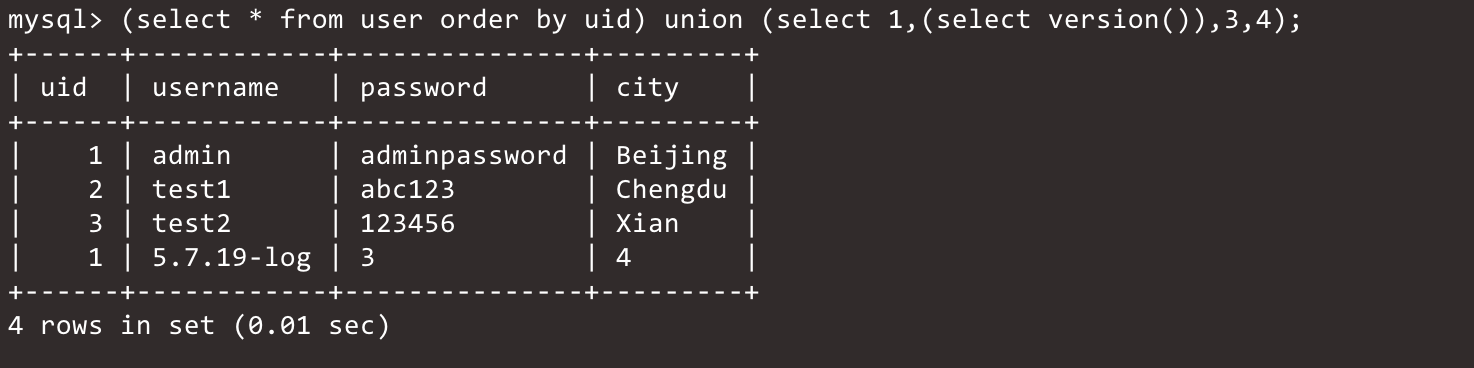 mysql> (select * from user order by uid) union (select 1,(select version()),3,4);
+------+------------+---------------+---------+
| uid  | username   | password      | city    |
+------+------------+---------------+---------+
|    1 | admin      | adminpassword | Beijing |
|    2 | test1      | abc123        | Chengdu |
|    3 | test2      | 123456        | Xian    |
|    1 | 5.7.19-log | 3             | 4       |
+------+------------+---------------+---------+
4 rows in set (0.01 sec)